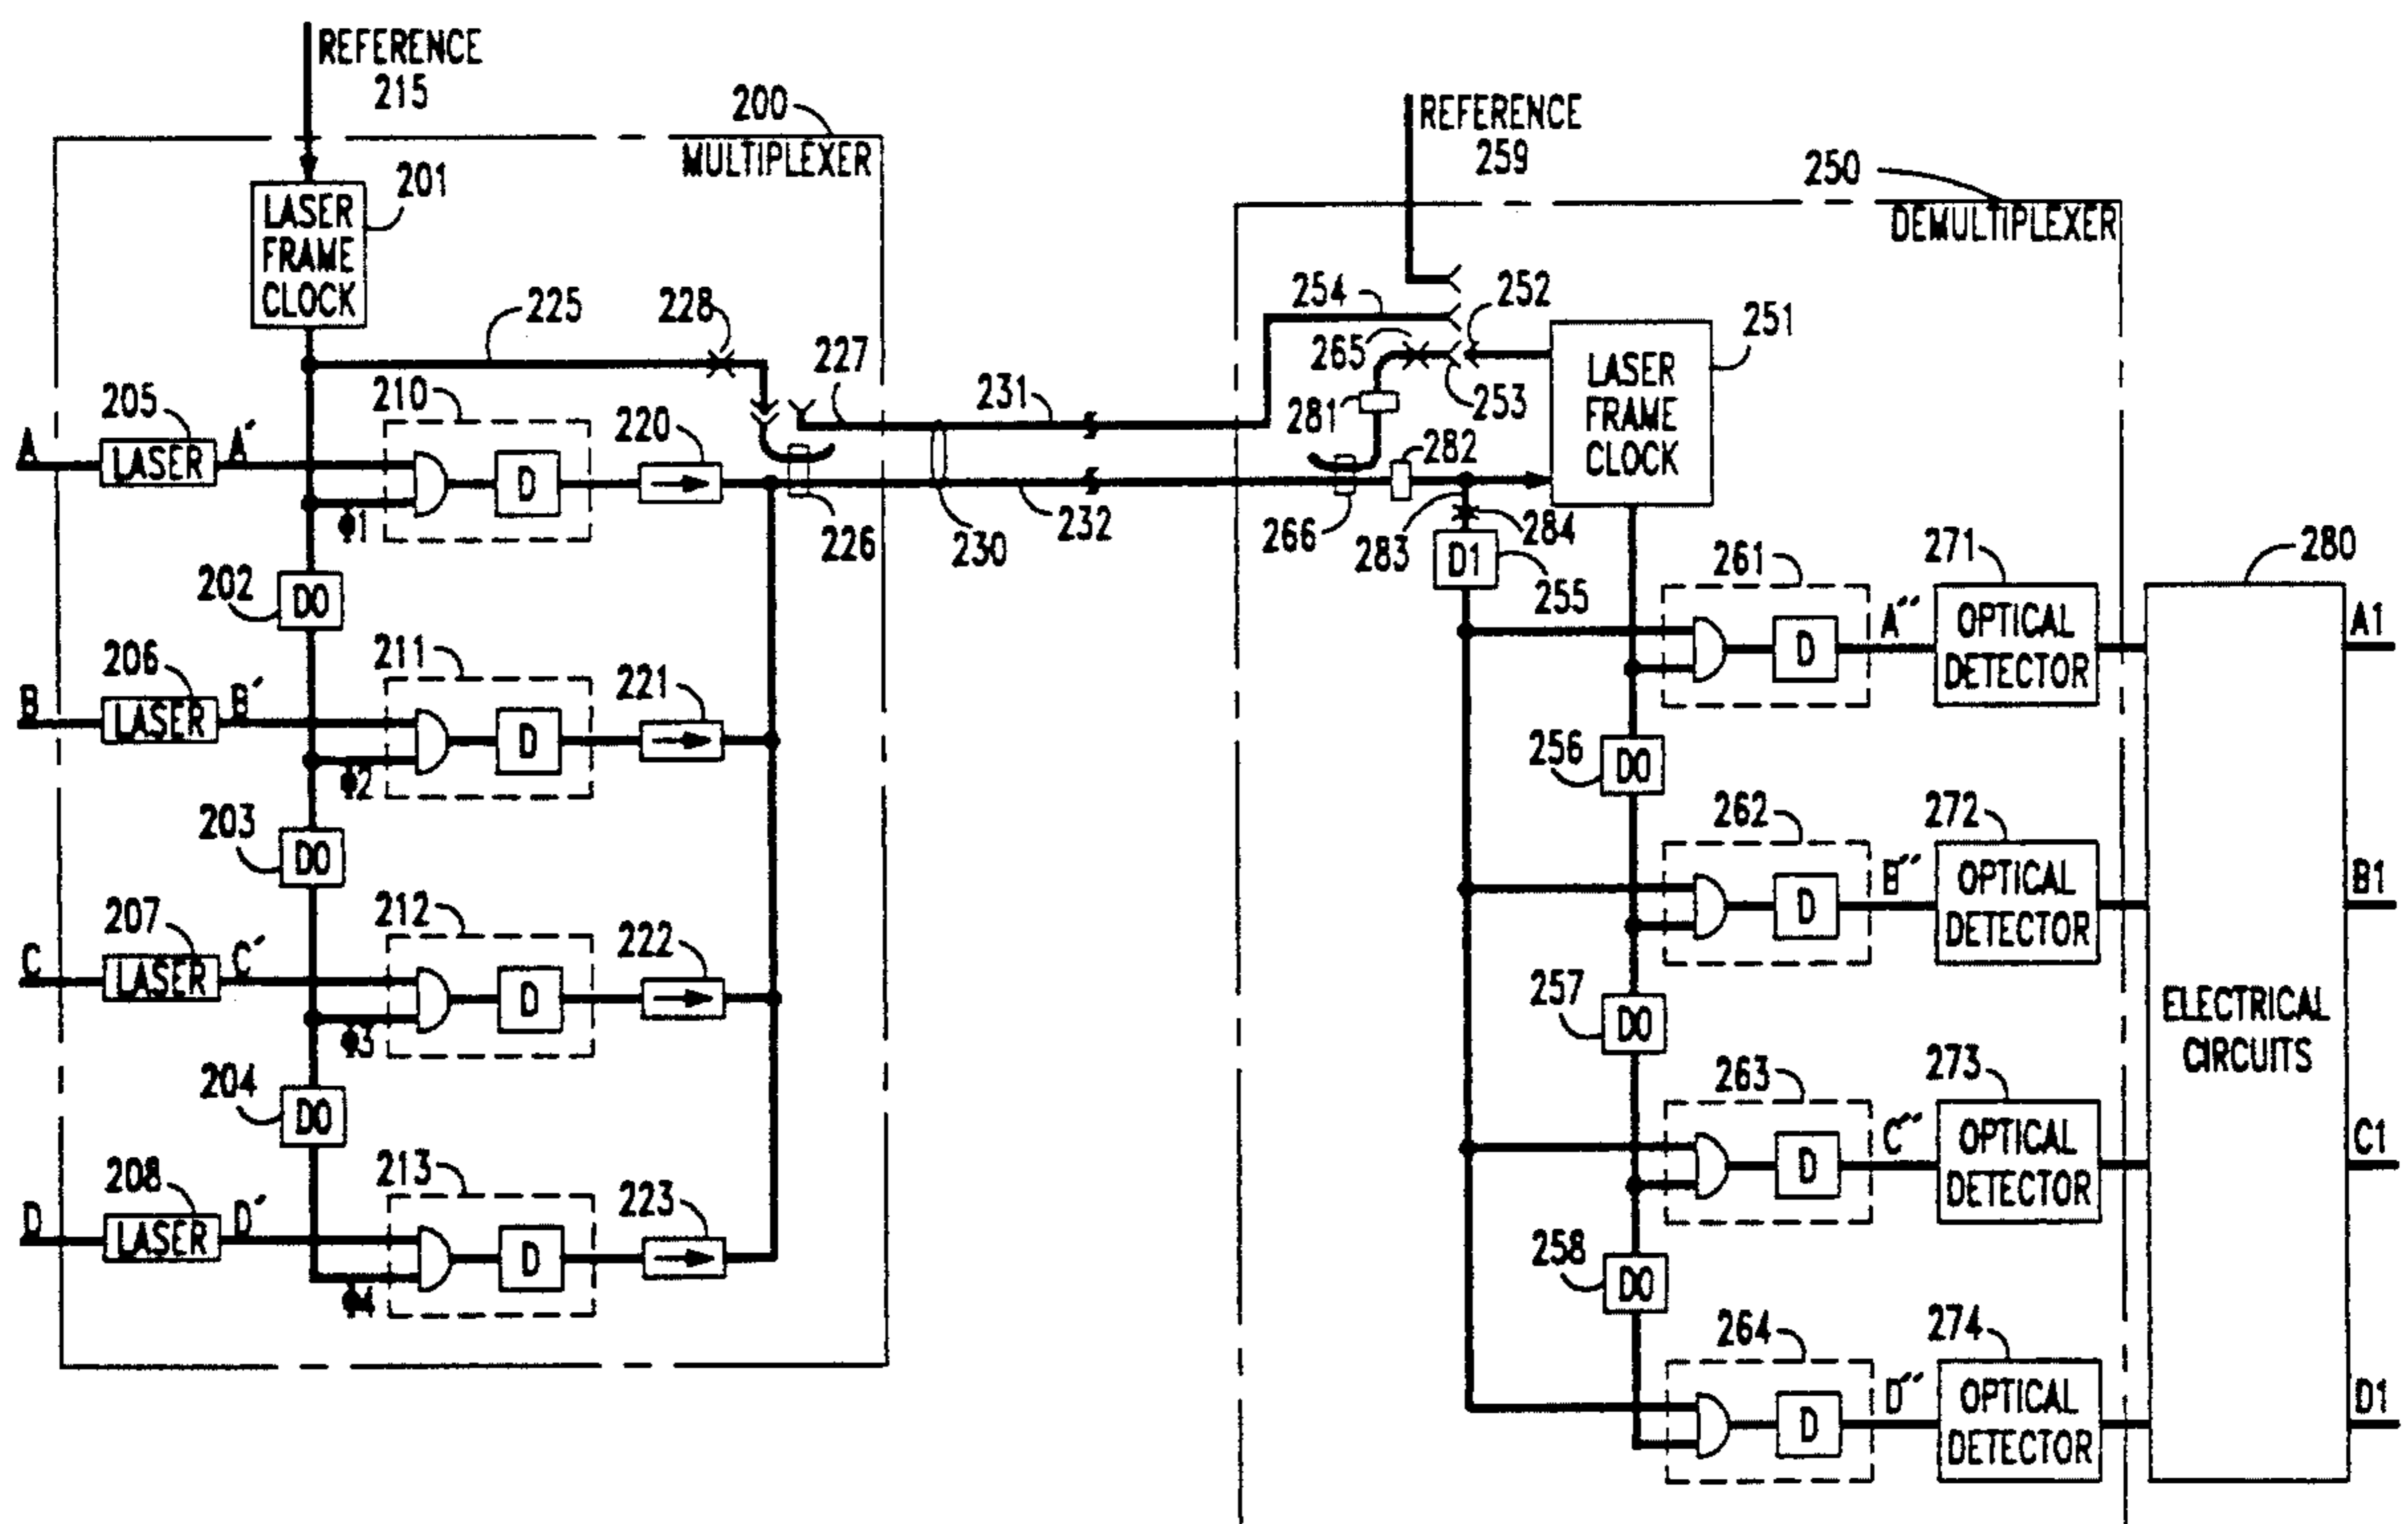 REFERENCE
215
200
MULTIPLEXER
201
LASER
FRAME
CLOCK
225
228
227
205
A
LASER
A′
210
D
220
Φ1
226
231
230
232
202
DO
206
B
LASER
B′
211
D
221
Φ2
203
DO
207
C
LASER
C′
212
D
222
Φ3
204
DO
208
D
LASER
D′
213
D
223
Φ4
REFERENCE
259
250
DEMULTIPLEXER
254
252
251
LASER
FRAME
CLOCK
265
253
281
282
266
283
284
D1
255
261
D
A″
271
OPTICAL
DETECTOR
280
A1
256
DO
262
D
B″
272
OPTICAL
DETECTOR
B1
257
DO
ELECTRICAL
CIRCUITS
263
D
C″
273
OPTICAL
DETECTOR
C1
258
DO
264
D
D″
274
OPTICAL
DETECTOR
D1